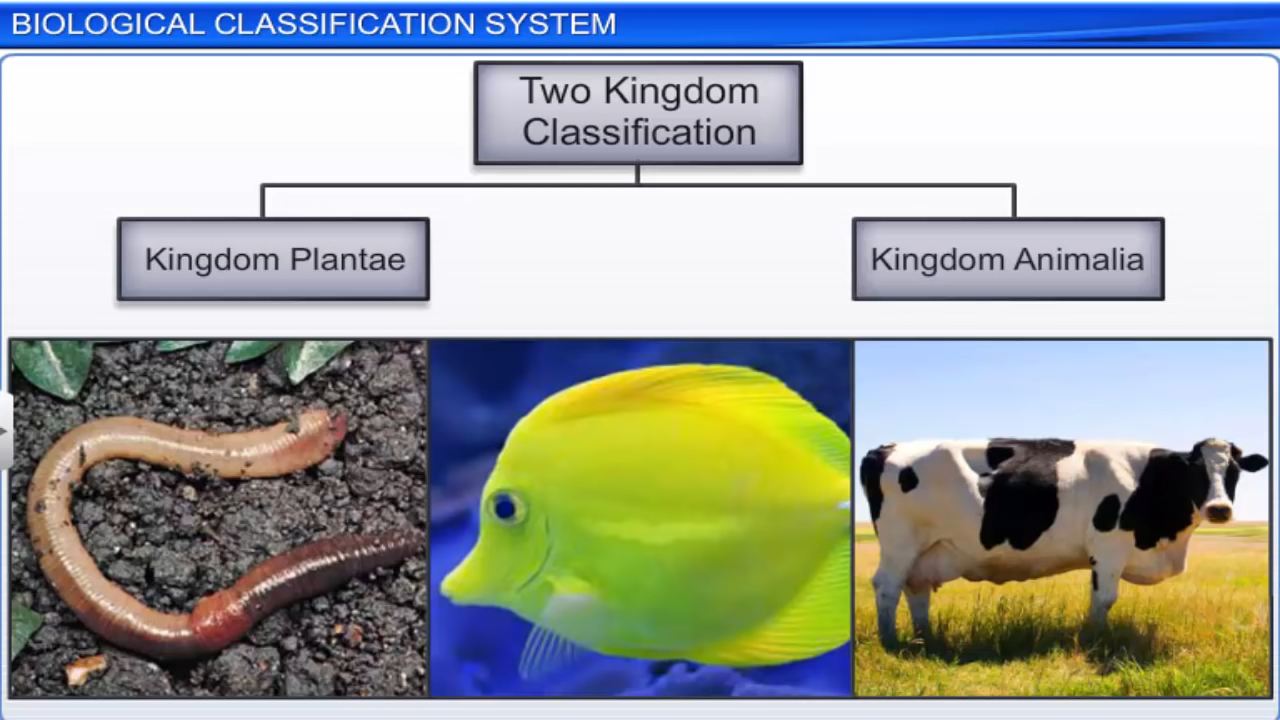 BIOLOGICAL CLASSIFICATION SYSTEM
Two Kingdom
Classification
Kingdom Plantae
Kingdom Animalia